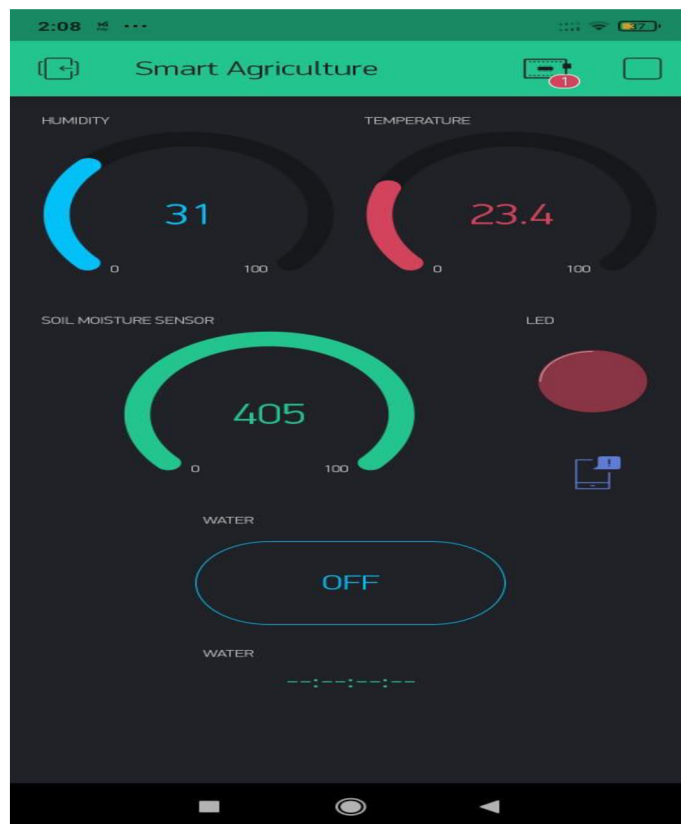 2:08 ... 37
Smart Agriculture
1
HUMIDITY TEMPERATURE
31 23.4
0 100 0 100
SOIL MOISTURE SENSOR LED
405
0 100
!
WATER
OFF
WATER
--:--:--:--